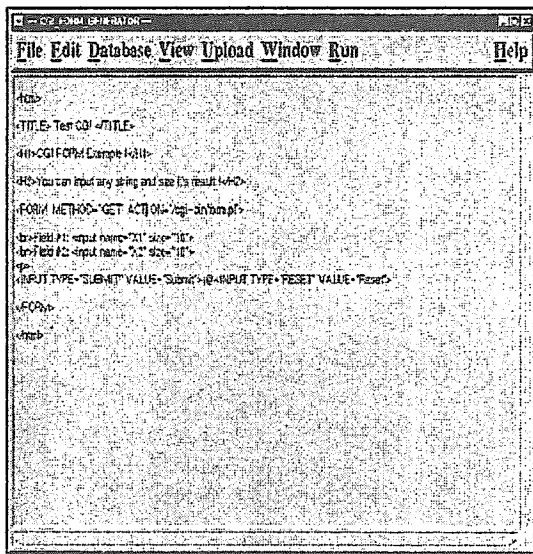 C/Z FORM GENERATOR
File Edit Database View Upload Window Run Help
<html>
<TITLE> Test CGI </TITLE>
<H1>CGI FORM Example !</H1>
<H2>You can input any string and see it's result !</H2>
<FORM METHOD="GET" ACTION="/cgi-bin/form.pl">
<br>Field #1: <input name="X1" size="10">
<br>Field #2: <input name="X2" size="10">
<INPUT TYPE="SUBMIT" VALUE="Submit"> <INPUT TYPE="RESET" VALUE="Reset">
</FORM>
</html>